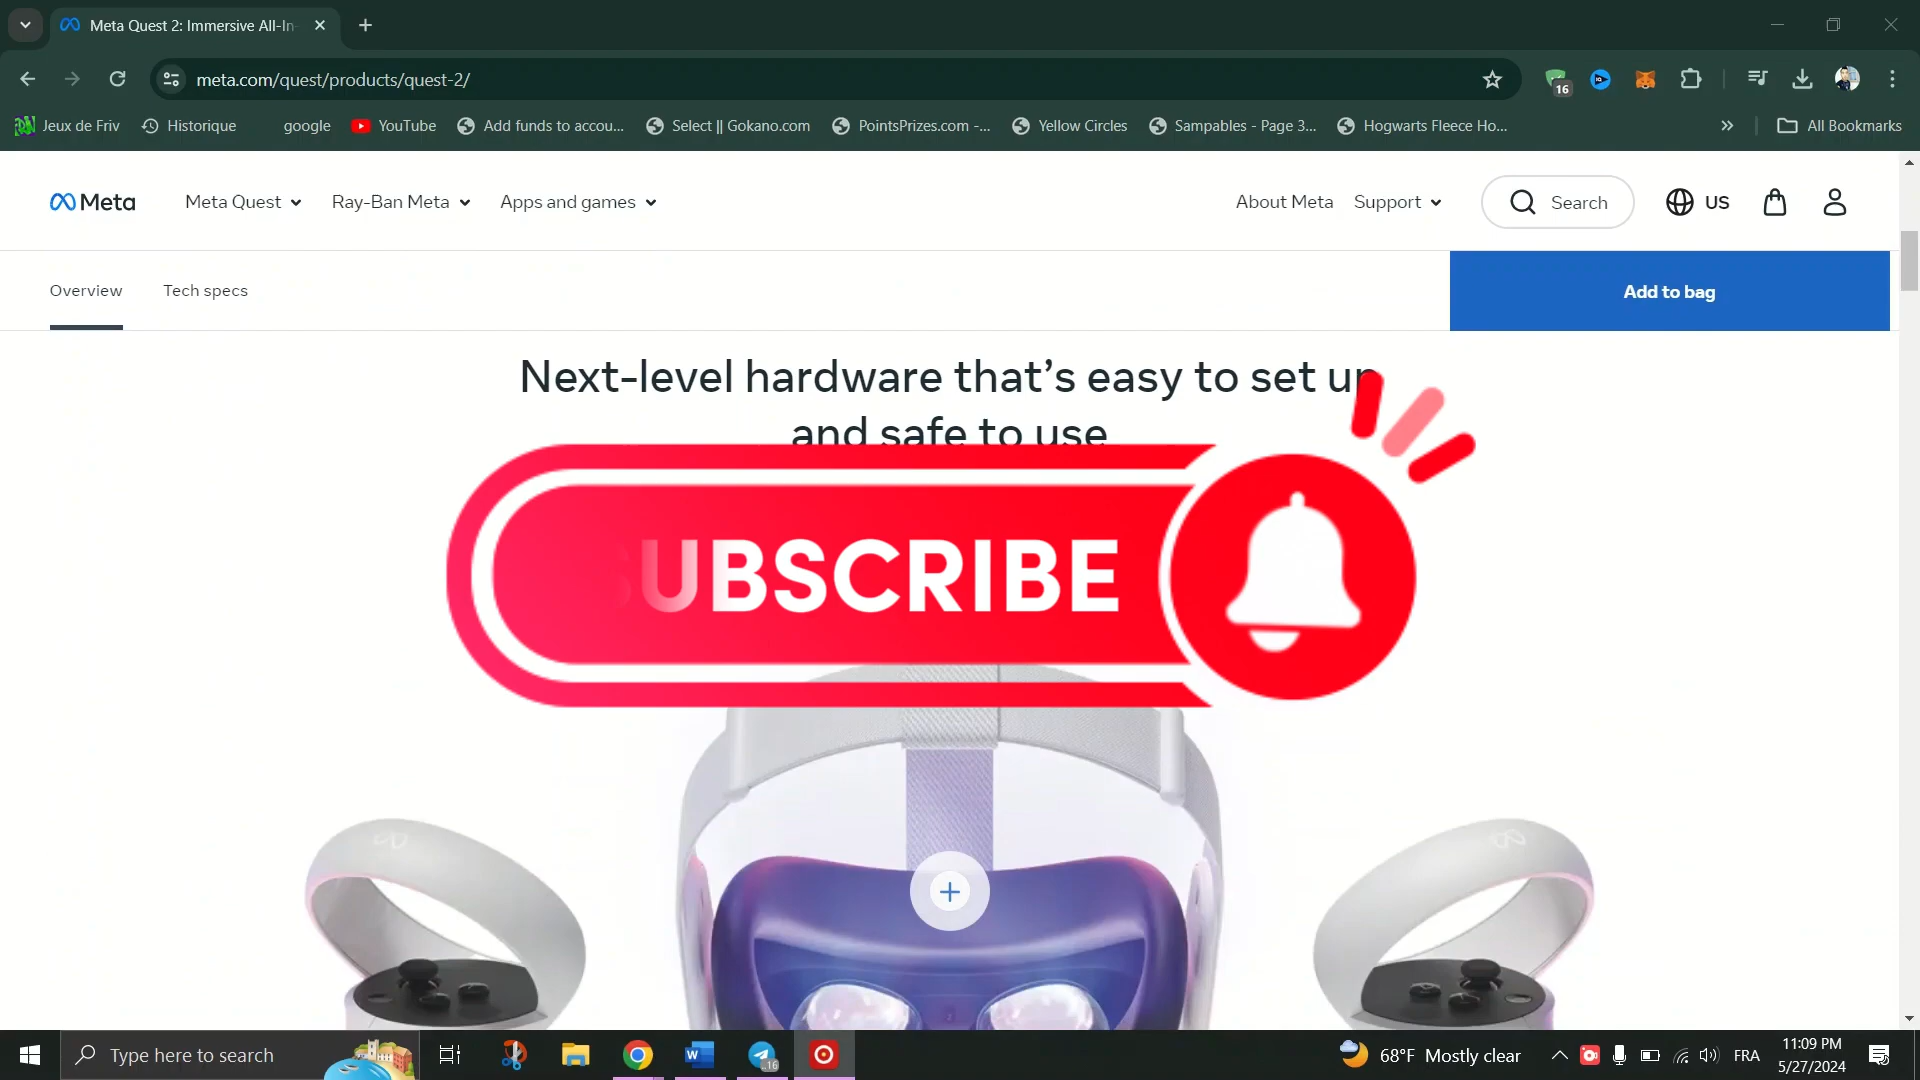 Meta Quest 2: Immersive All-In-
meta.com/quest/products/quest-2/
16
Jeux de Friv
Historique
google
YouTube
Add funds to accou...
Select || Gokano.com
PointsPrizes.com -...
Yellow Circles
Sampables - Page 3...
Hogwarts Fleece Ho...
All Bookmarks
Meta
Meta Quest
Ray-Ban Meta
Apps and games
About Meta
Support
Search
US
Overview
Tech specs
Add to bag
Next-level hardware that’s easy to set up
and safe to use
SUBSCRIBE
Type here to search
68°F Mostly clear
FRA
11:09 PM
5/27/2024